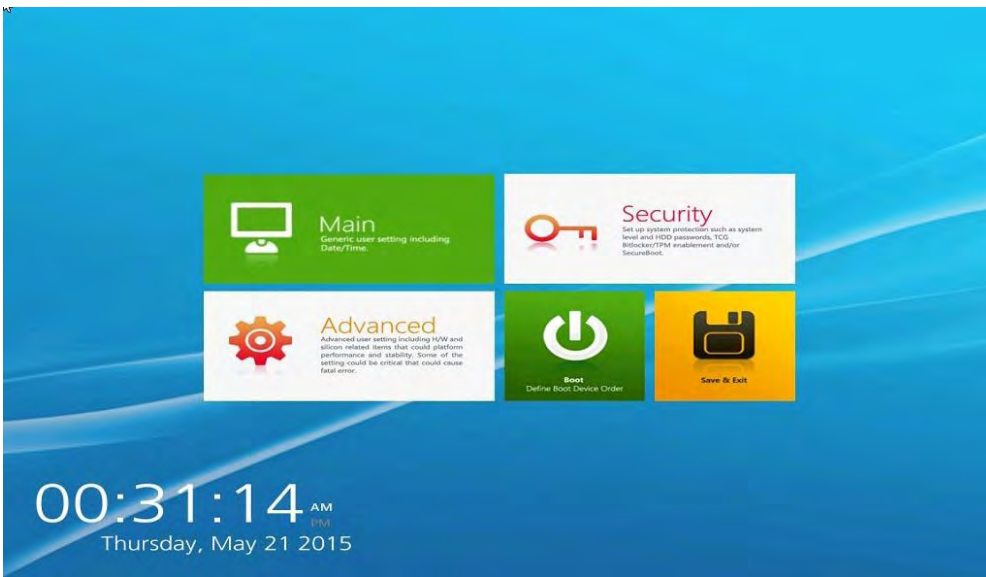 Main
Generic user setting including
Date/Time.
Security
Set up system protection such as system
level and HDD passwords, TCG
Bitlocker/TPM enablement and/or
SecureBoot.
Advanced
Advanced user setting including H/W and
silicon related items that could platform
performance and stability. Some of the
setting could be critical that could cause
fatal error.
Boot
Define Boot Device Order
Save & Exit
00:31:14 AM
PM
Thursday, May 21 2015